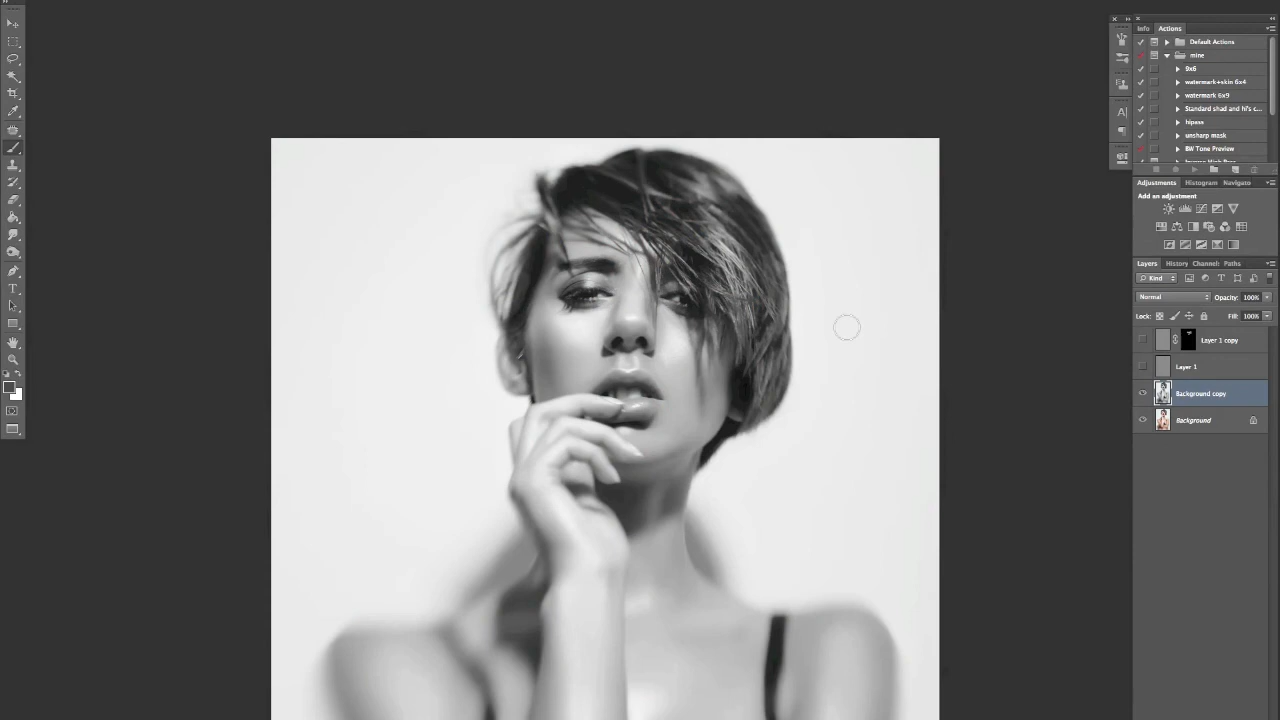 Info Actions
Default Actions
mine
9x6
watermark+skin 6x4
watermark 6x9
Standard shad and hi's c...
hipass
unsharp mask
BW Tone Preview
Adjustments Histogram Navigato
Add an adjustment
Layers History Channel: Paths
Kind
Normal Opacity: 100%
Lock: Fill: 100%
Layer 1 copy
Layer 1
Background copy
Background